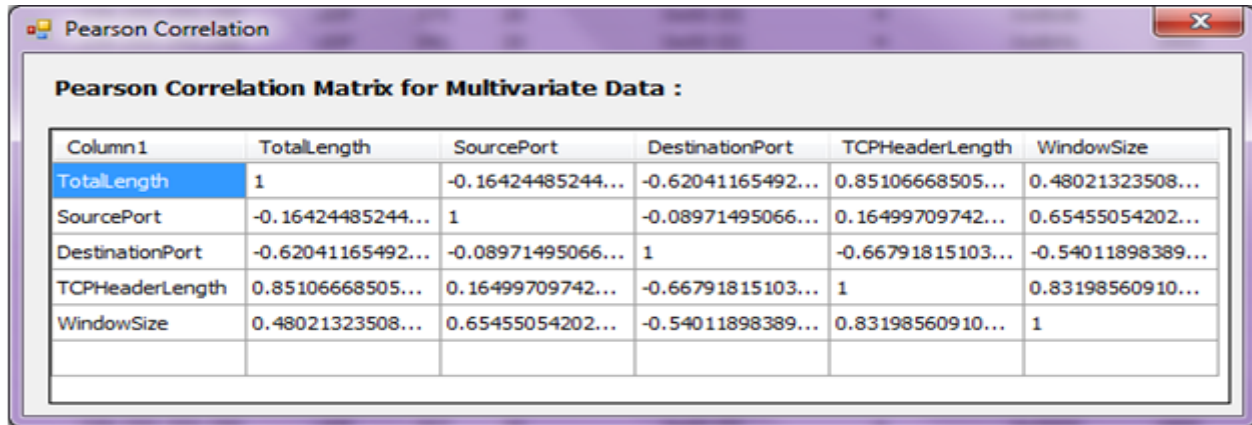 Pearson Correlation
Pearson Correlation Matrix for Multivariate Data :
Column1 TotalLength SourcePort DestinationPort TCPHeaderLength WindowSize
TotalLength 1 -0.16424485244... -0.62041165492... 0.85106668505... 0.48021323508...
SourcePort -0.16424485244... 1 -0.08971495066... 0.16499709742... 0.65455054202...
DestinationPort -0.62041165492... -0.08971495066... 1 -0.66791815103... -0.54011898389...
TCPHeaderLength 0.85106668505... 0.16499709742... -0.66791815103... 1 0.83198560910...
WindowSize 0.48021323508... 0.65455054202... -0.54011898389... 0.83198560910... 1